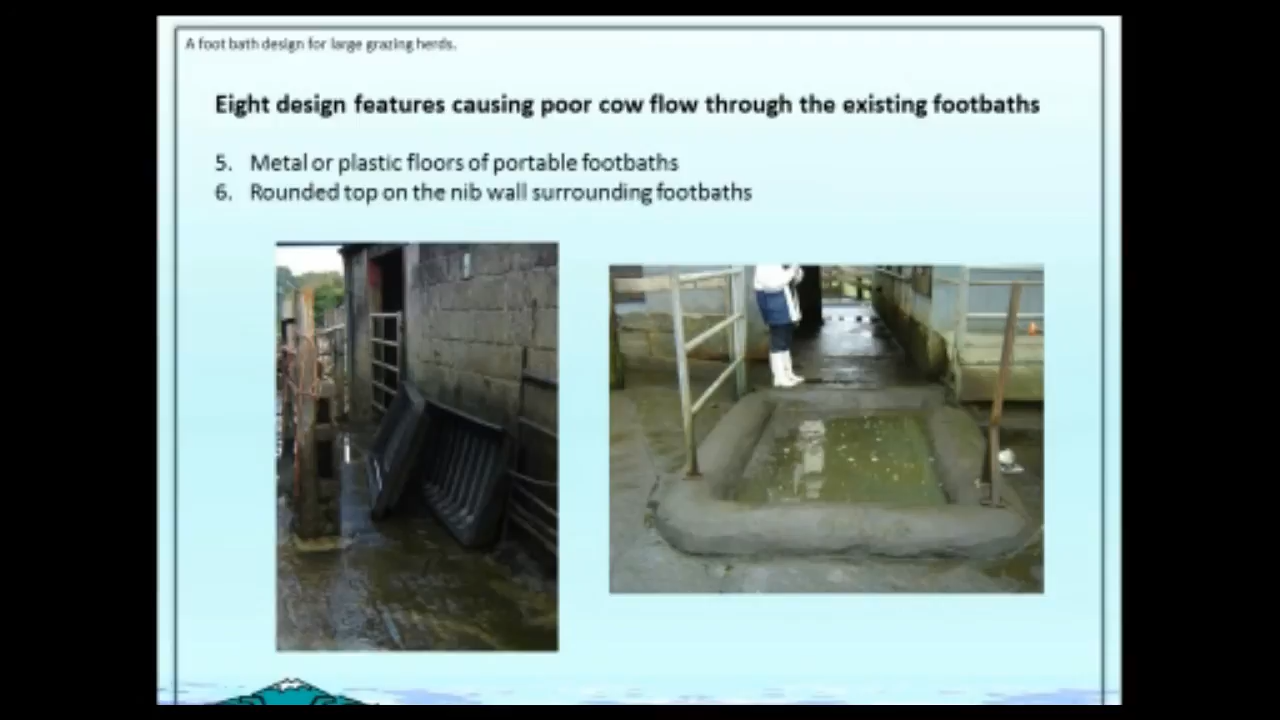 A foot bath design for large grazing herds.
Eight design features causing poor cow flow through the existing footbaths
5. Metal or plastic floors of portable footbaths
6. Rounded top on the nib wall surrounding footbaths